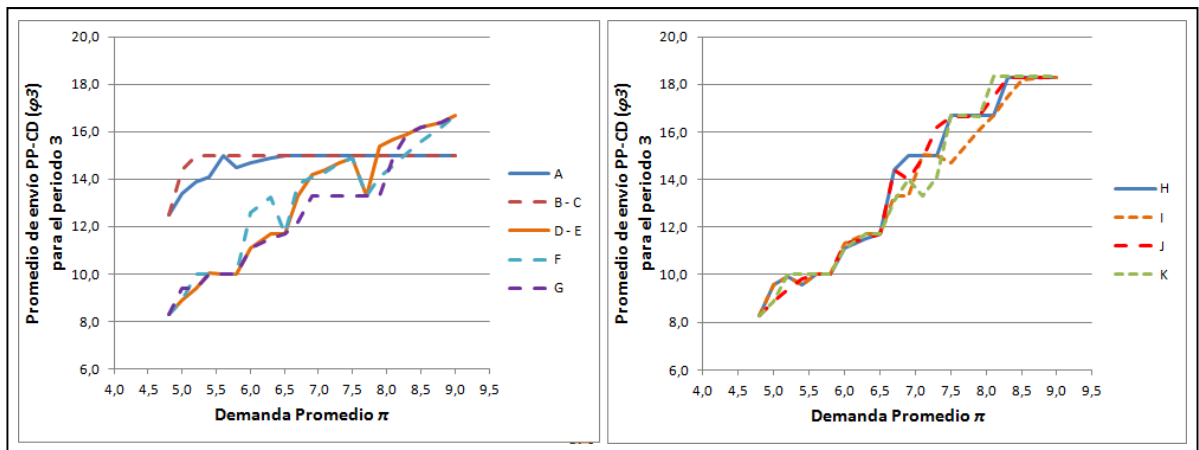 20,0
18,0
16,0
14,0
12,0
10,0
8,0
6,0
Promedio de envío PP-CD (φ3)
para el periodo 3
4,0 4,5 5,0 5,5 6,0 6,5 7,0 7,5 8,0 8,5 9,0 9,5
Demanda Promedio π
A
B - C
D - E
F
G
20,0
18,0
16,0
14,0
12,0
10,0
8,0
6,0
Promedio de envío PP-CD (φ3)
para el periodo 3
4,0 4,5 5,0 5,5 6,0 6,5 7,0 7,5 8,0 8,5 9,0 9,5
Demanda Promedio π
H
I
J
K